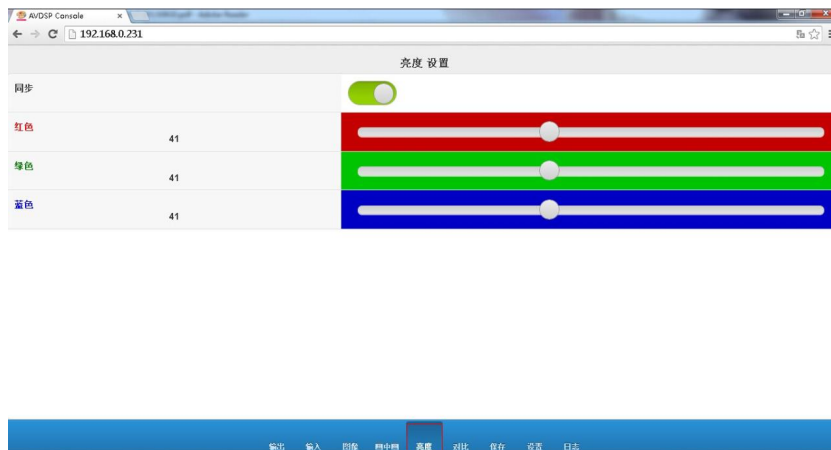 AVDSP Console
192.168.0.231
亮度 设置
同步
红色
41
绿色
41
蓝色
41
输出 输入 图像 画中画 亮度 对比 保存 设置 日志